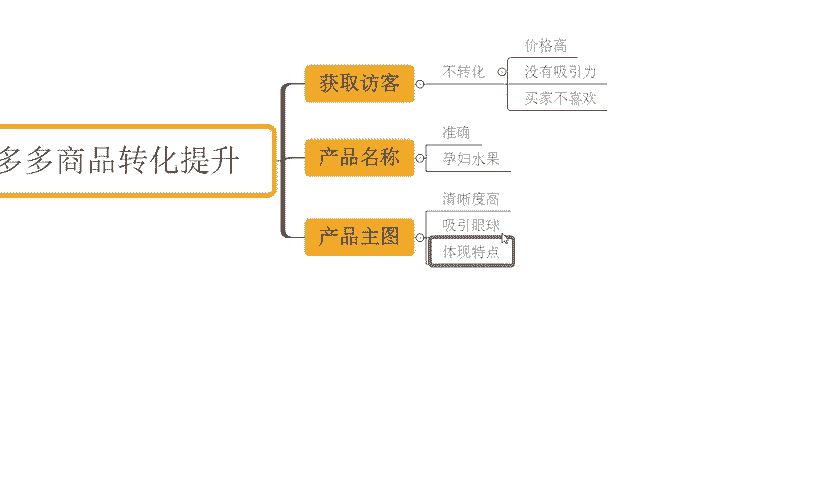 多多商品转化提升
获取访客
不转化
价格高
没有吸引力
买家不喜欢
产品名称
准确
孕妇水果
产品主图
清晰度高
吸引眼球
体现特点